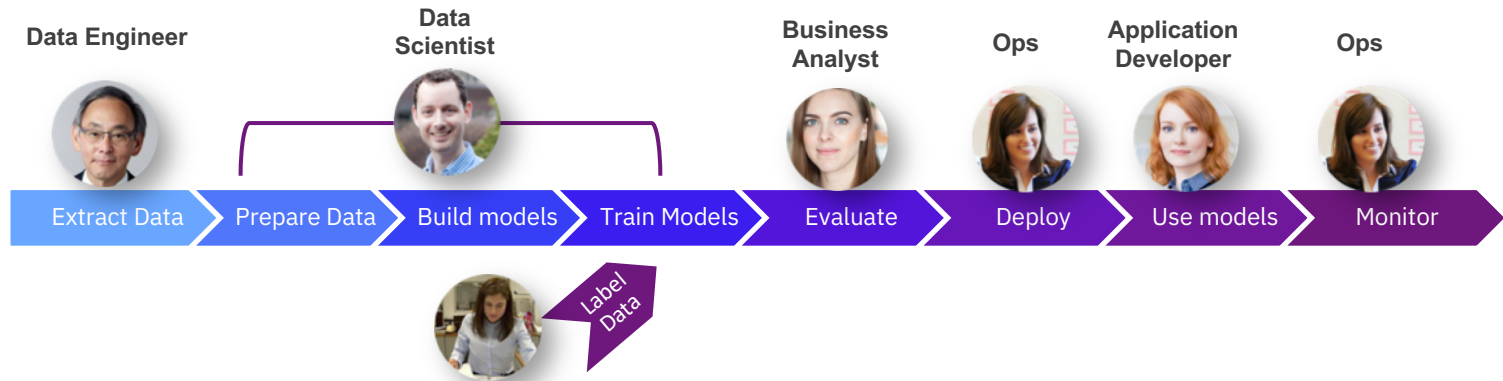 Data Engineer
Data
Scientist
Business
Analyst
Ops
Application
Developer
Ops
Extract Data
Prepare Data
Build models
Train Models
Evaluate
Deploy
Use models
Monitor
Label
Data